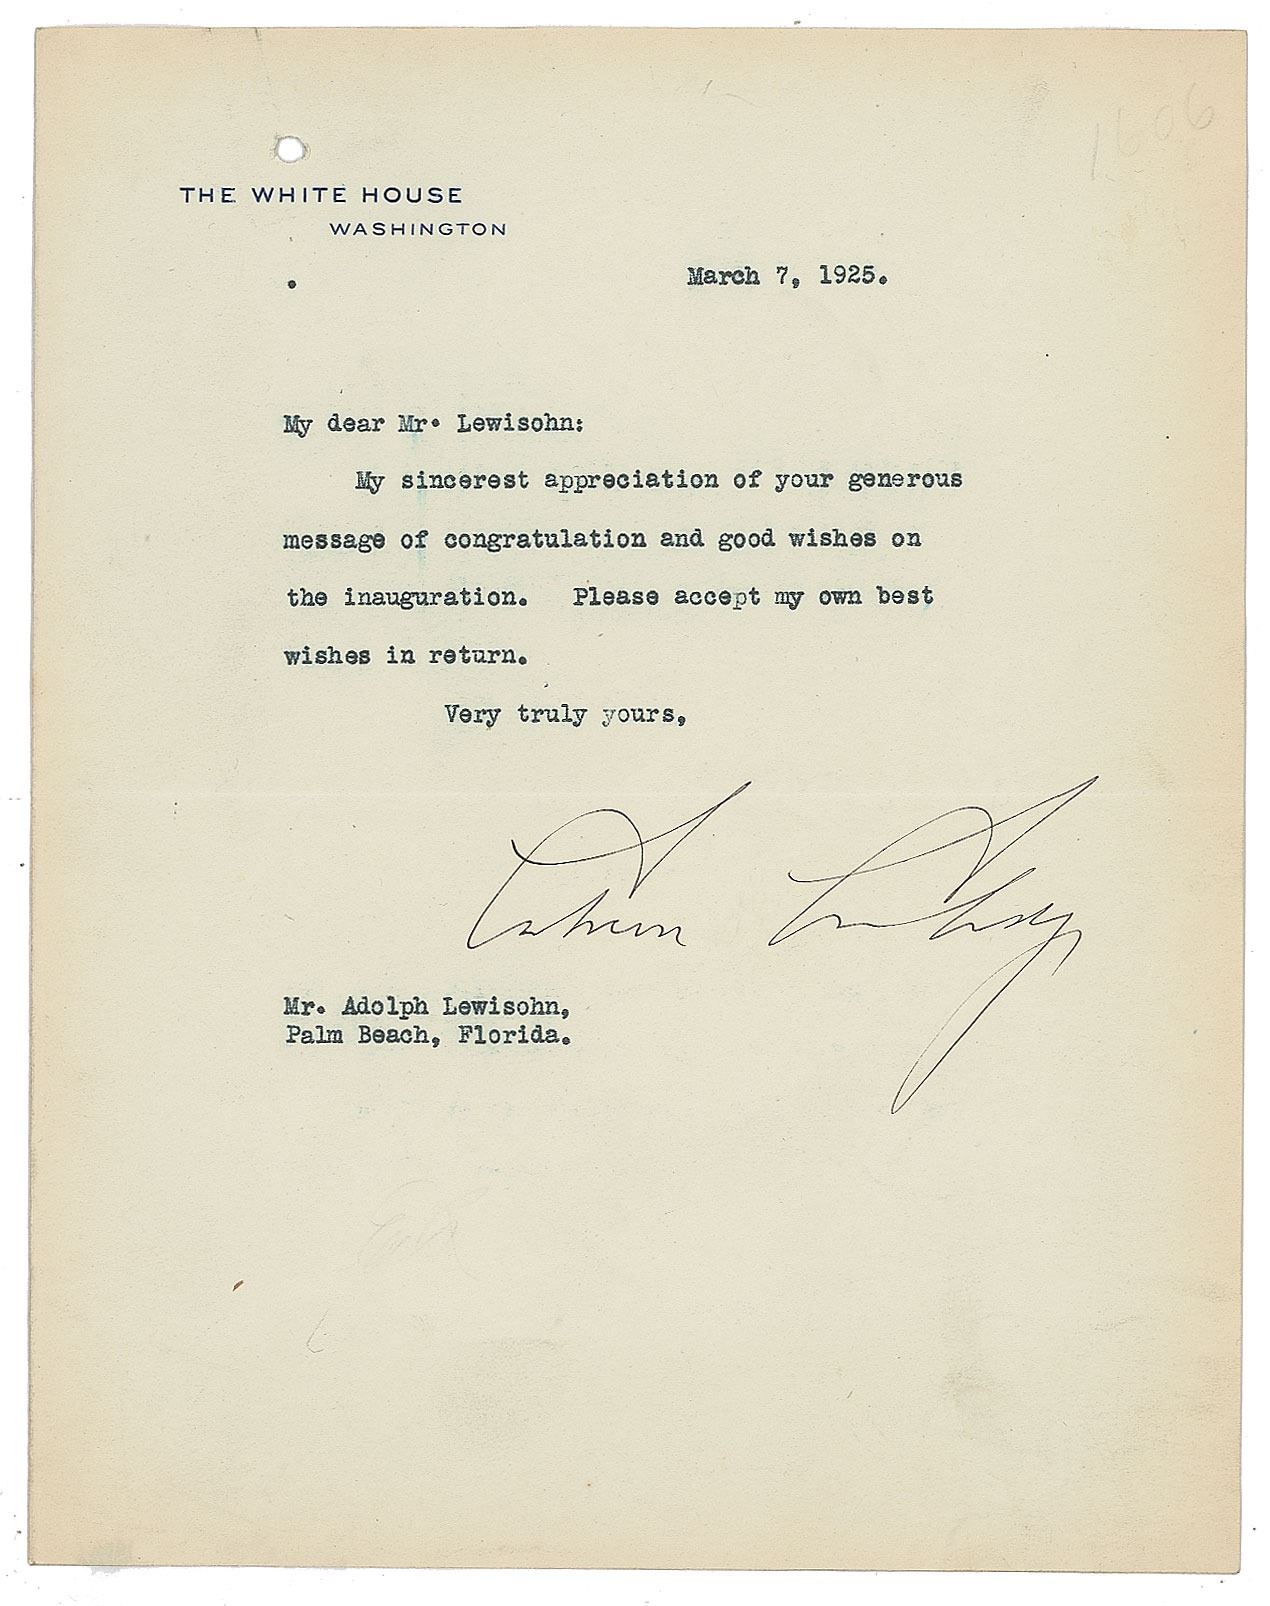 1606
THE WHITE HOUSE
WASHINGTON
March 7, 1925.
My dear Mr. Lewisohn:
My sincerest appreciation of your generous
message of congratulation and good wishes on
the inauguration. Please accept my own best
wishes in return.
Very truly yours,
Calvin Coolidge
Mr. Adolph Lewisohn,
Palm Beach, Florida.